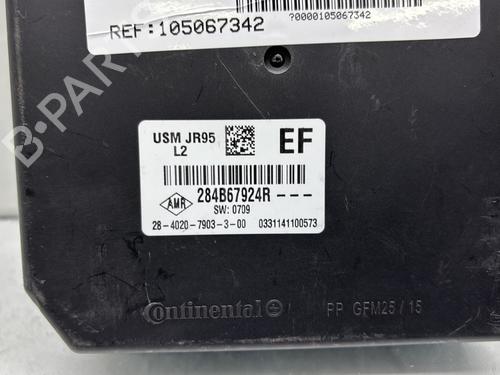 REF:105067342
?0000105067342
USM JR95
L2
EF
AMR
284B67924R---
SW: 0709
28-4020-7903-3-00 0331141100573
Continental
PP GFM25 / 15